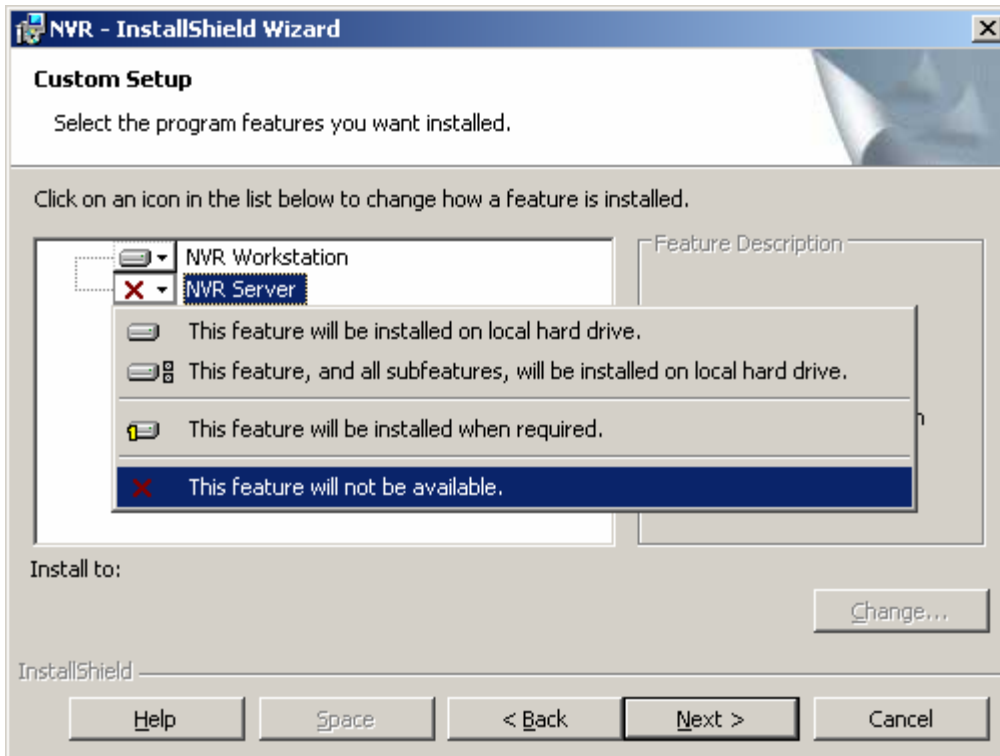 NVR - InstallShield Wizard
Custom Setup
Select the program features you want installed.
Click on an icon in the list below to change how a feature is installed.
NVR Workstation
Feature Description
NVR Server
This feature will be installed on local hard drive.
This feature, and all subfeatures, will be installed on local hard drive.
This feature will be installed when required.
This feature will not be available.
Install to:
Change...
InstallShield
Help
Space
< Back
Next >
Cancel